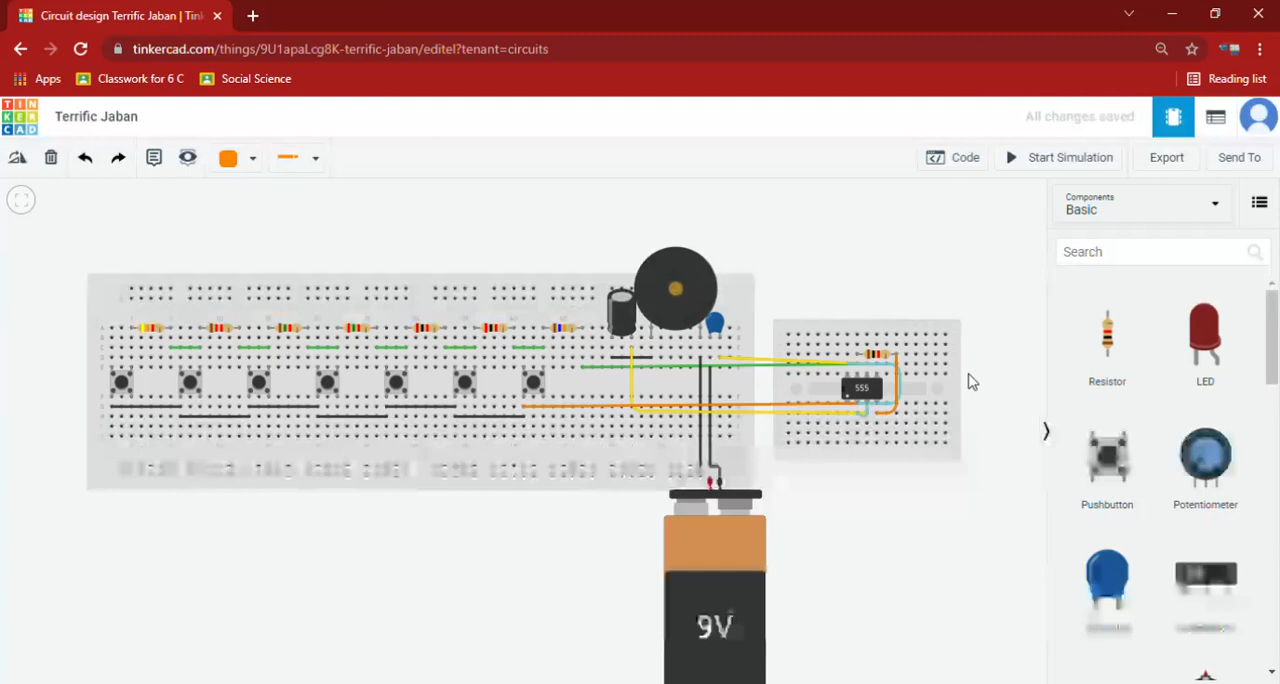 Circuit design Terrific Jaban | Tink
tinkercad.com/things/9U1apaLcg8K-terrific-jaban/editel?tenant=circuits
Apps
Classwork for 6 C
Social Science
Reading list
TIN
KER
CAD
Terrific Jaban
All changes saved
Code
Start Simulation
Export
Send To
Components
Basic
Search
Resistor
LED
Pushbutton
Potentiometer
555
9V